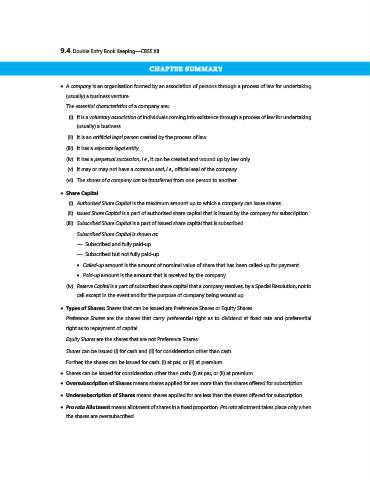 9.4 Double Entry Book Keeping—CBSE XII
CHAPTER SUMMARY
• A company is an organisation formed by an association of persons through a process of law for undertaking
(usually) a business venture
The essential characteristics of a company are:
(i) It is a voluntary association of individuals coming into existence through a process of law for undertaking
(usually) a business
(ii) It is an artificial legal person created by the process of law
(iii) It has a separate legal entity
(iv) It has a perpetual succession, i.e., it can be created and wound up by law only
(v) It may or may not have a common seal, i.e., official seal of the company
(vi) The shares of a company can be transferred from one person to another
• Share Capital
(i) Authorised Share Capital is the maximum amount up to which a company can issue shares
(ii) Issued Share Capital is a part of authorised share capital that is issued by the company for subscription
(iii) Subscribed Share Capital is a part of issued share capital that is subscribed
Subscribed Share Capital is shown as:
— Subscribed and fully paid-up
— Subscribed but not fully paid-up
• Called-up amount is the amount of nominal value of share that has been called-up for payment
• Paid-up amount is the amount that is received by the company
(iv) Reserve Capital is a part of subscribed share capital that a company resolves, by a Special Resolution, not to
call except in the event and for the purpose of company being wound up
• Types of Shares: Shares that can be issued are Preference Shares or Equity Shares
Preference Shares are the shares that carry preferential right as to dividend at fixed rate and preferential
right as to repayment of capital
Equity Shares are the shares that are not Preference Shares
Shares can be issued (i) for cash and (ii) for consideration other than cash
Further, the shares can be issued for cash: (i) at par, or (ii) at premium
• Shares can be issued for consideration other than cash: (i) at par, or (ii) at premium
• Oversubscription of Shares means shares applied for are more than the shares offered for subscription
• Undersubscription of Shares means shares applied for are less than the shares offered for subscription
• Pro rata Allotment means allotment of shares in a fixed proportion Pro rata allotment takes place only when
the shares are oversubscribed